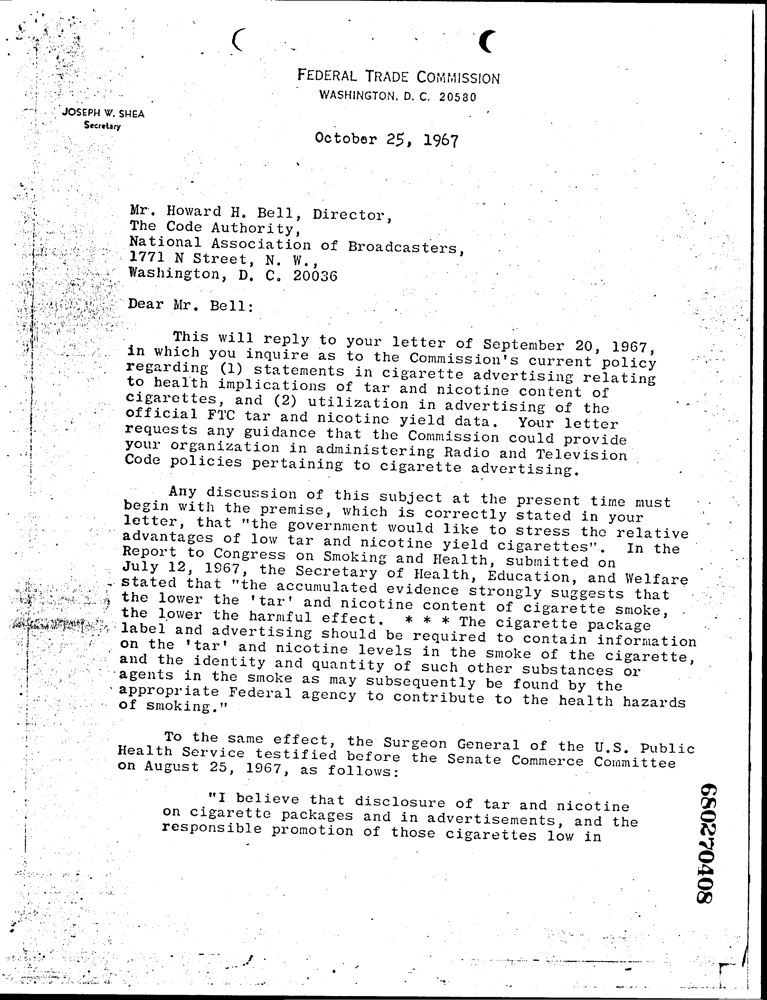 FEDERAL TRADE COMMISSION
WASHINGTON, D. C. 20580
JOSEPH W. SHEA
Secretary
October 25, 1967
Mr. Howard H. Bell, Director,
The Code Authority,
National Association of Broadcasters,
1771 N Street, N. W.,
Washington, D. C. 20036
Dear Mr. Bell:
This will reply to your letter of September 20, 1967,
in which you inquire as to the Commission's current policy
regarding (1) statements in cigarette advertising relating
to health implications of tar and nicotine content of
cigarettes, and (2) utilization in advertising of the
official FTC tar and nicotine yield data. Your letter
requests any guidance that the Commission could provide
your organization in administering Radio and Television
Code policies pertaining to cigarette advertising.
Any discussion of this subject at the present time must
begin with the premise, which is correctly stated in your
letter, that "the government would like to stress the relative
advantages of low tar and nicotine yield cigarettes". In the
Report to Congress on Smoking and Health, submitted on
July 12, 1967, the Secretary of Health, Education, and Welfare
stated that "the accumulated evidence strongly suggests that
the lower the 'tar' and nicotine content of cigarette smoke,
the lower the harmful effect. * * * The cigarette package
label and advertising should be required to contain information
on the 'tar' and nicotine levels in the smoke of the cigarette,
and the identity and quantity of such other substances or
agents in the smoke as may subsequently be found by the
appropriate Federal agency to contribute to the health hazards
of smoking."
To the same effect, the Surgeon General of the U.S. Public
Health Service testified before the Senate Commerce Committee
on August 25, 1967, as follows:
"I believe that disclosure of tar and nicotine
on cigarette packages and in advertisements, and the
responsible promotion of those cigarettes low in
680270408